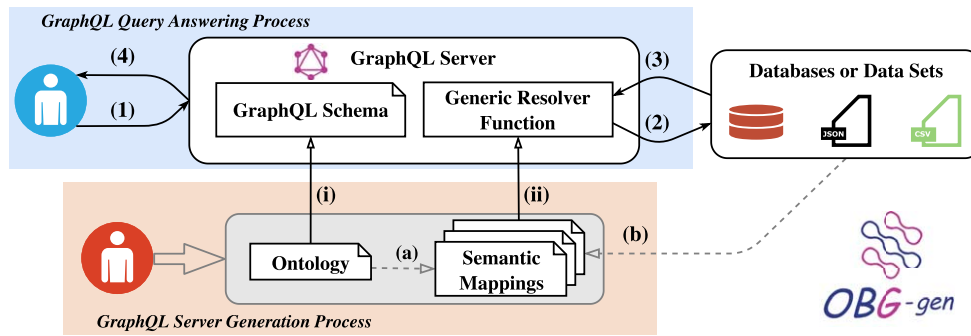 GraphQL Query Answering Process
(4)
(1)
GraphQL Server
GraphQL Schema
Generic Resolver
Function
(3)
(2)
Databases or Data Sets
JSON
CSV
(i)
(ii)
(a)
(b)
Ontology
Semantic
Mappings
GraphQL Server Generation Process
OBG-gen